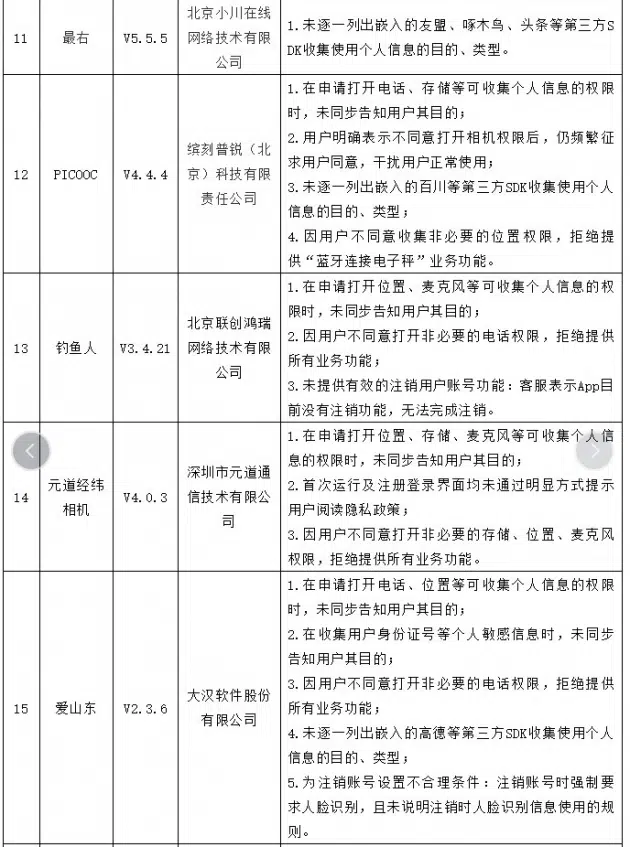 11
最右
V5.5.5
北京小川在线
网络技术有限
公司
1.未逐一列出嵌入的友盟、啄木鸟、头条等第三方S
DK收集使用个人信息的目的、类型。
12
PICOOC
V4.4.4
缤刻普锐（北
京）科技有限
责任公司
1.在申请打开电话、存储等可收集个人信息的权限
时，未同步告知用户其目的；
2.用户明确表示不同意打开相机权限后，仍频繁征
求用户同意，干扰用户正常使用；
3.未逐一列出嵌入的百川等第三方SDK收集使用个人
信息的目的、类型；
4.因用户不同意收集非必要的位置权限，拒绝提
供“蓝牙连接电子秤”业务功能。
13
钓鱼人
V3.4.21
北京联创鸿瑞
网络技术有限
公司
1.在申请打开位置、麦克风等可收集个人信息的权
限时，未同步告知用户其目的；
2.因用户不同意打开非必要的电话权限，拒绝提供
所有业务功能；
3.未提供有效的注销用户账号功能：客服表示App目
前没有注销功能，无法完成注销。
14
元道经纬
相机
V4.0.3
深圳市元道通
信技术有限公
司
1.在申请打开位置、存储、麦克风等可收集个人信
息的权限时，未同步告知用户其目的；
2.首次运行及注册登录界面均未通过明显方式提示
用户阅读隐私政策；
3.因用户不同意打开非必要的存储、位置、麦克风
权限，拒绝提供所有业务功能。
15
爱山东
V2.3.6
大汉软件股份
有限公司
1.在申请打开电话、位置等可收集个人信息的权限
时，未同步告知用户其目的；
2.在收集用户身份证号等个人敏感信息时，未同步
告知用户其目的；
3.因用户不同意打开非必要的电话权限，拒绝提供
所有业务功能；
4.未逐一列出嵌入的高德等第三方SDK收集使用个人
信息的目的、类型；
5.为注销账号设置不合理条件：注销账号时强制要
求人脸识别，且未说明注销时人脸识别信息使用的规
则。